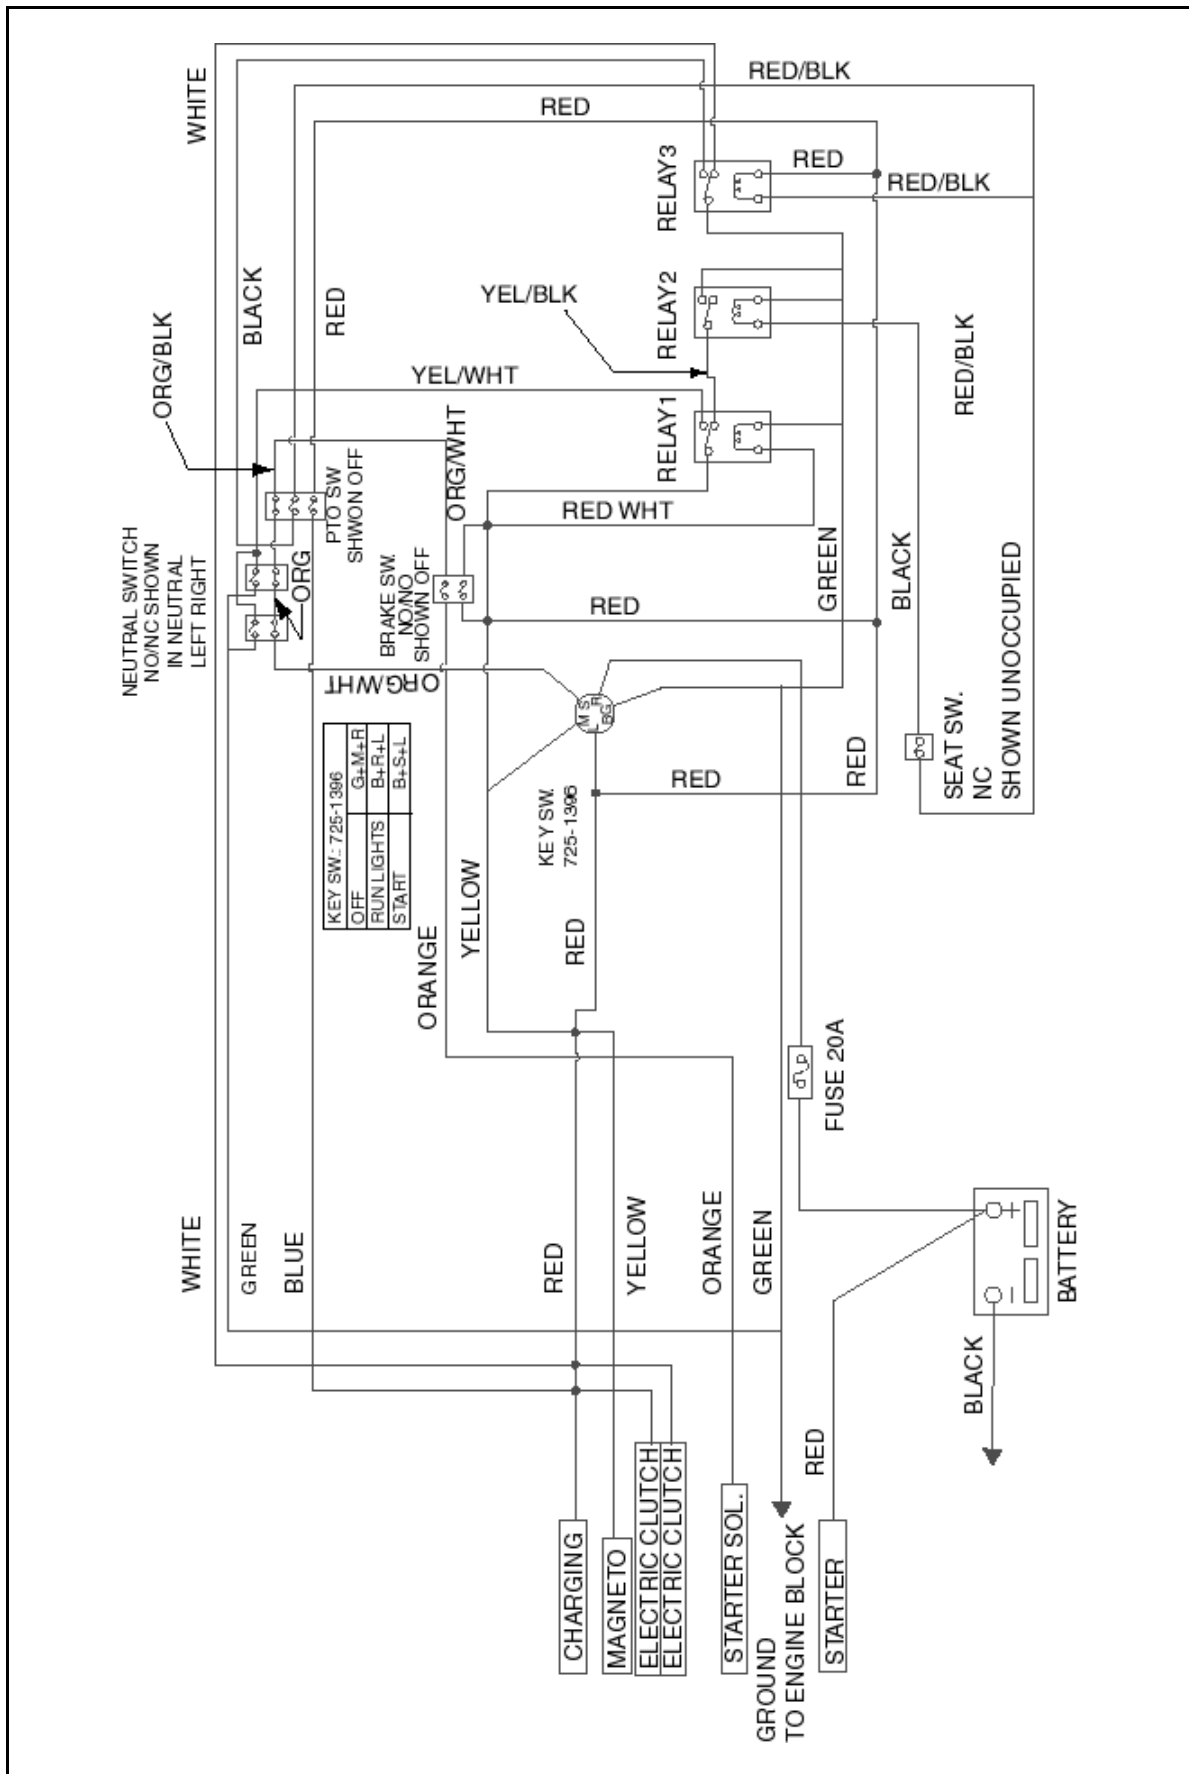 WHITE
RED/BLK
RED
RELAY3
RED
RED/BLK
BLACK
RED
ORG/BLK
YEL/BLK
RELAY2
YEL/WHT
RED/BLK
ORG/WHT
RELAY1
PTO SW
SHWON OFF
RED WHT
NEUTRAL SWITCH
NO/NC SHOWN
IN NEUTRAL
LEFT RIGHT
ORG
BRAKE SW.
NO/NO
SHOWN OFF
GREEN
BLACK
RED
ORG/WHT
M S R G B L
KEY SW.: 725-1396
OFF G+M+R
RUN LIGHTS B+R+L
START B+S+L
KEY SW.
725-1396
RED
RED
SEAT SW.
NC
SHOWN UNOCCUPIED
ORANGE
YELLOW
RED
FUSE 20A
WHITE
GREEN
BLUE
RED
YELLOW
ORANGE
GREEN
+
−
BATTERY
BLACK
RED
CHARGING
MAGNETO
ELECTRIC CLUTCH
ELECTRIC CLUTCH
STARTER SOL.
GROUND
TO ENGINE BLOCK
STARTER